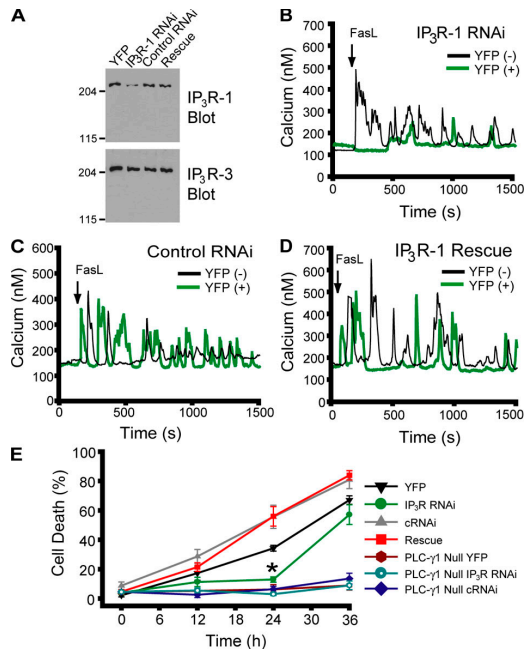 A
YFP
IP3R-1 RNAi
Control RNAi
Rescue
204
115
IP3R-1
Blot
204
115
IP3R-3
Blot
B
IP3R-1 RNAi
FasL
YFP (-)
YFP (+)
Calcium (nM)
700
600
500
400
300
200
100
0
0 500 1000 1500
Time (s)
C
Control RNAi
FasL
YFP (-)
YFP (+)
Calcium (nM)
600
500
400
300
200
100
0
0 500 1000 1500
Time (s)
D
IP3R-1 Rescue
FasL
YFP (-)
YFP (+)
Calcium (nM)
700
600
500
400
300
200
100
0
0 500 1000 1500
Time (s)
E
Cell Death (%)
100
80
60
40
20
0
*
0 12 24 36
Time (h)
YFP
IP3R RNAi
cRNAi
Rescue
PLC-γ1 Null YFP
PLC-γ1 Null IP3R RNAi
PLC-γ1 Null cRNAi